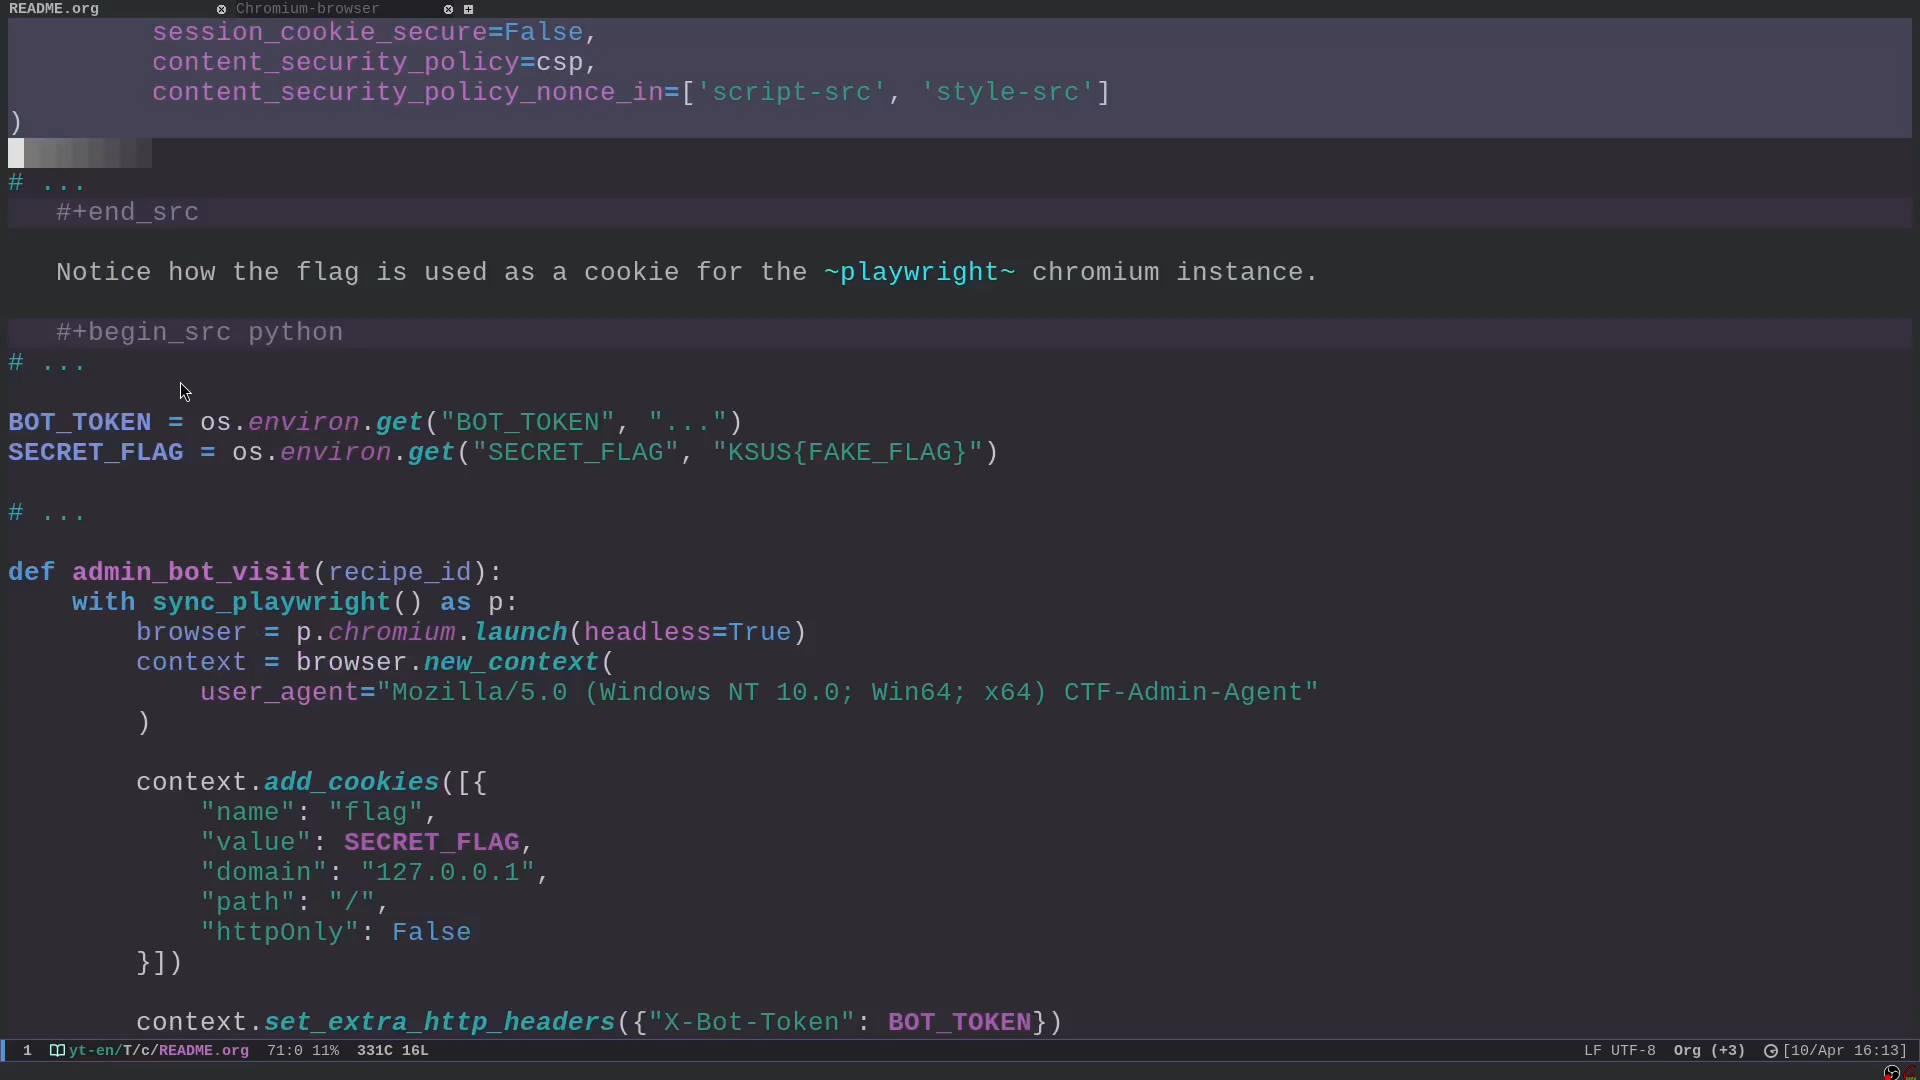 README.org
Chromium-browser
session_cookie_secure=False,
content_security_policy=csp,
content_security_policy_nonce_in=['script-src', 'style-src']
)
# ...
#+end_src
Notice how the flag is used as a cookie for the ~playwright~ chromium instance.
#+begin_src python
# ...
BOT_TOKEN = os.environ.get("BOT_TOKEN", "...")
SECRET_FLAG = os.environ.get("SECRET_FLAG", "KSUS{FAKE_FLAG}")
# ...
def admin_bot_visit(recipe_id):
with sync_playwright() as p:
browser = p.chromium.launch(headless=True)
context = browser.new_context(
user_agent="Mozilla/5.0 (Windows NT 10.0; Win64; x64) CTF-Admin-Agent"
)
context.add_cookies([{
"name": "flag",
"value": SECRET_FLAG,
"domain": "127.0.0.1",
"path": "/",
"httpOnly": False
}])
context.set_extra_http_headers({"X-Bot-Token": BOT_TOKEN})
1 yt-en/T/c/README.org 71:0 11% 331C 16L LF UTF-8 Org (+3) [10/Apr 16:13]